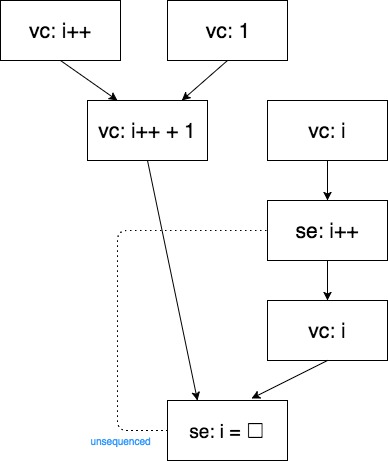 vc: i++
vc: 1
vc: i++ + 1
vc: i
se: i++
vc: i
se: i = □
unsequenced